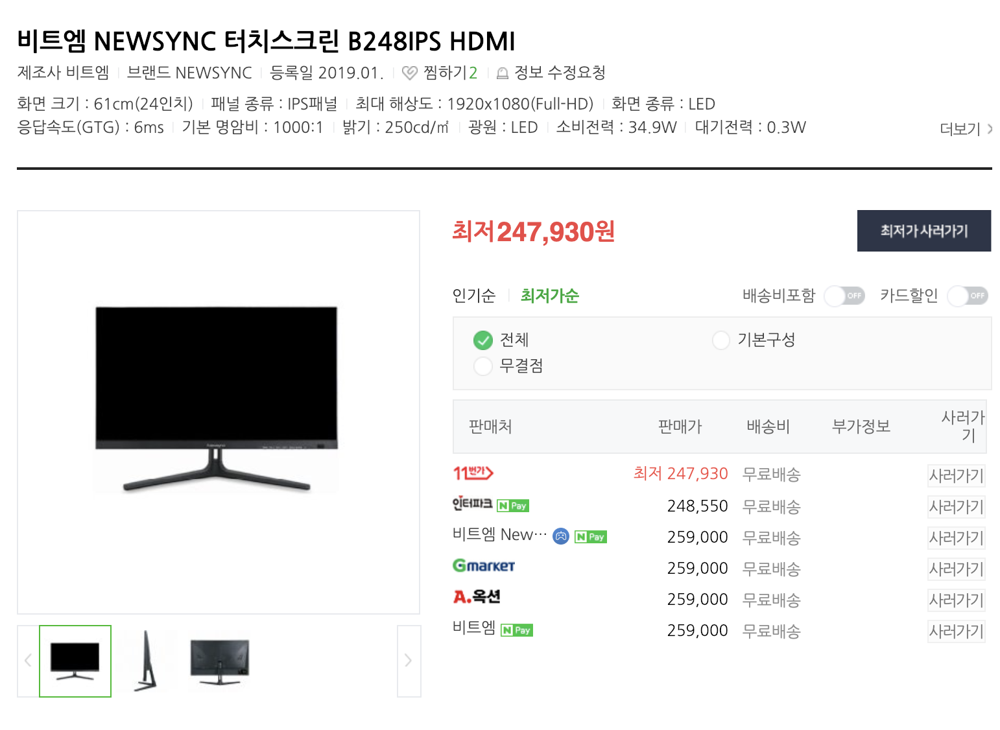 비트엠 NEWSYNC 터치스크린 B248IPS HDMI
제조사 비트엠 브랜드 NEWSYNC 등록일 2019.01. 찜하기2 정보 수정요청
화면 크기 : 61cm(24인치) 패널 종류 : IPS패널 최대 해상도 : 1920x1080(Full-HD) 화면 종류 : LED
응답속도(GTG) : 6ms 기본 명암비 : 1000:1 밝기 : 250cd/㎡ 광원 : LED 소비전력 : 34.9W 대기전력 : 0.3W 더보기
최저247,930원 최저가 사러가기
인기순 최저가순 배송비포함 OFF 카드할인 OFF
전체 기본구성
무결점
판매처 판매가 배송비 부가정보 사러가기
11번가 최저 247,930 무료배송 사러가기
인터파크 N Pay 248,550 무료배송 사러가기
비트엠 New… N Pay 259,000 무료배송 사러가기
Gmarket 259,000 무료배송 사러가기
A.옥션 259,000 무료배송 사러가기
비트엠 N Pay 259,000 무료배송 사러가기